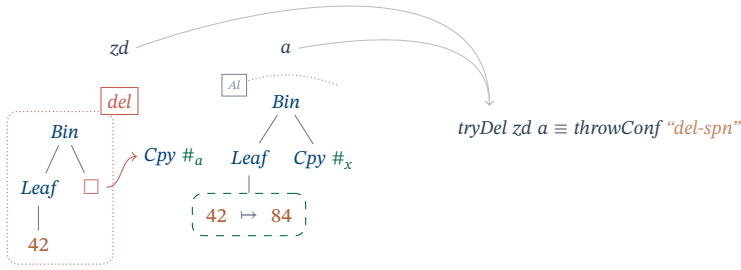 zd
a
Al
del
Bin
Bin
tryDel zd a ≡ throwConf “del-spn”
Cpy #a
Leaf
Cpy #x
Leaf
42 ↦ 84
42